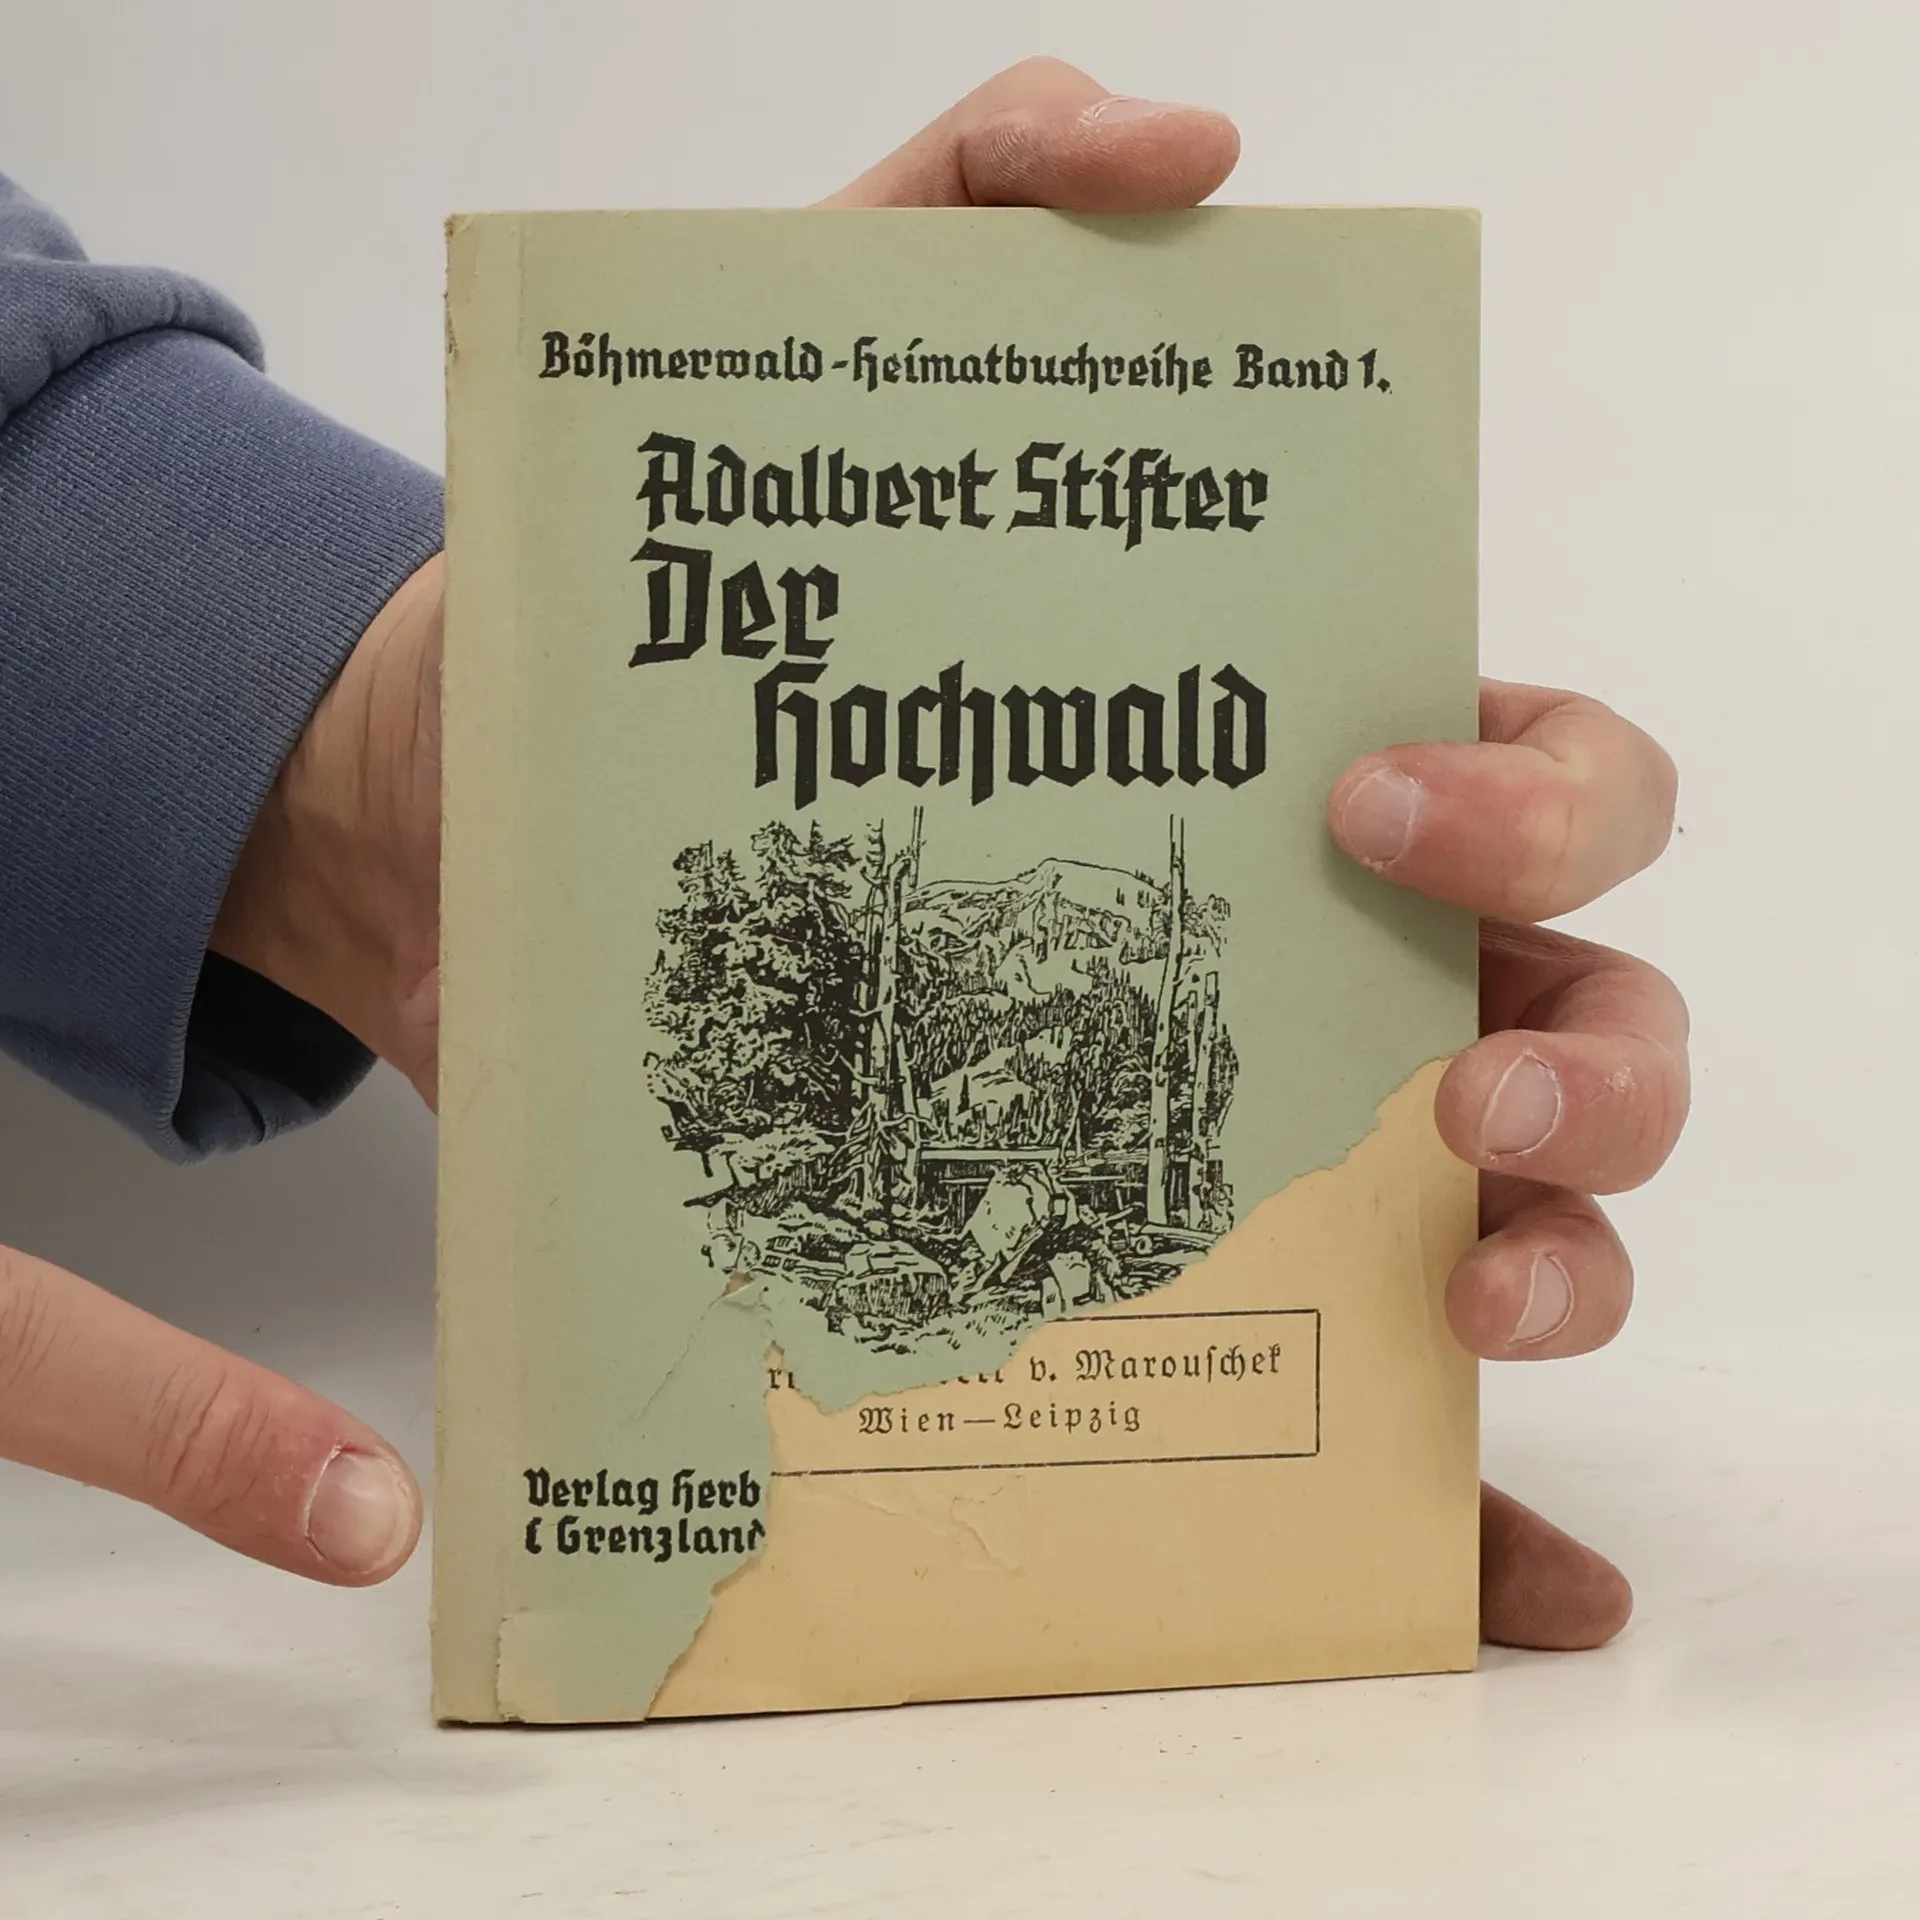 Böhmerwald-Heimatbuchreihe Band 1.
Adalbert Stifter
Der
Hochwald
v. Marouschek
Wien—Leipzig
Verlag Herb
& Grenzland